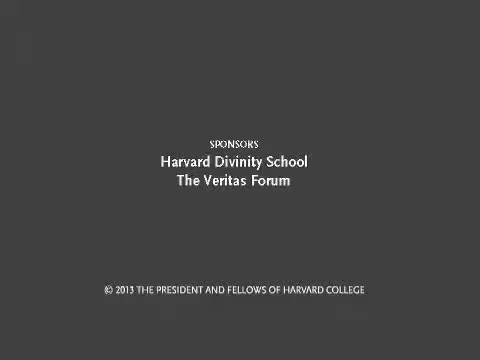 SPONSORS
Harvard Divinity School
The Veritas Forum
© 2013 THE PRESIDENT AND FELLOWS OF HARVARD COLLEGE